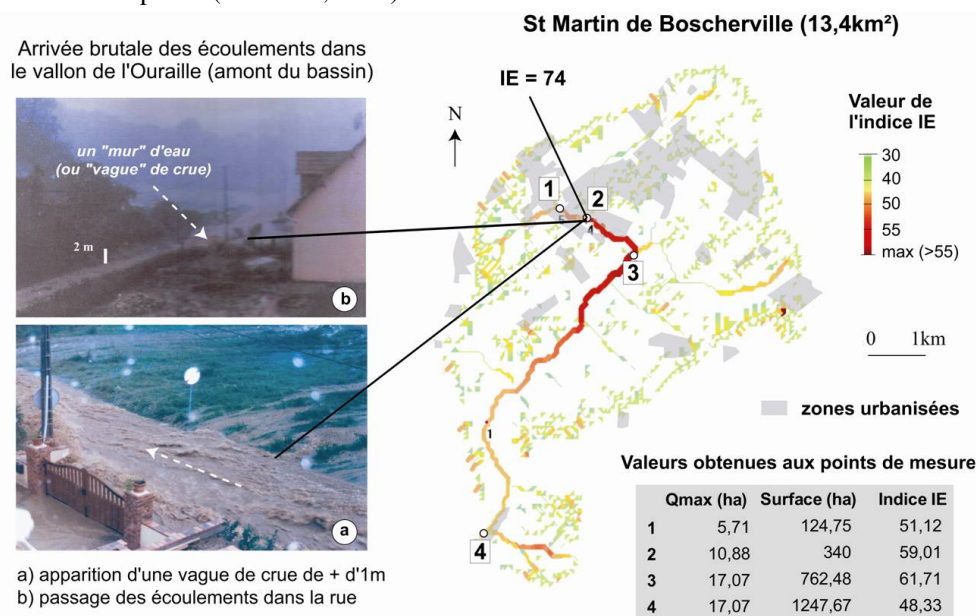 St Martin de Boscherville (13,4km²)
Arrivée brutale des écoulements dans
le vallon de l'Ouraille (amont du bassin)
IE = 74
un "mur" d'eau
(ou "vague" de crue)
2 m
b
a
a) apparition d'une vague de crue de + d'1m
b) passage des écoulements dans la rue
N
1
2
3
4
1
Valeur de
l'indice IE
30
40
50
55
max (>55)
0 1km
zones urbanisées
Valeurs obtenues aux points de mesure
Qmax (ha) Surface (ha) Indice IE
1 5,71 124,75 51,12
2 10,88 340 59,01
3 17,07 762,48 61,71
4 17,07 1247,67 48,33